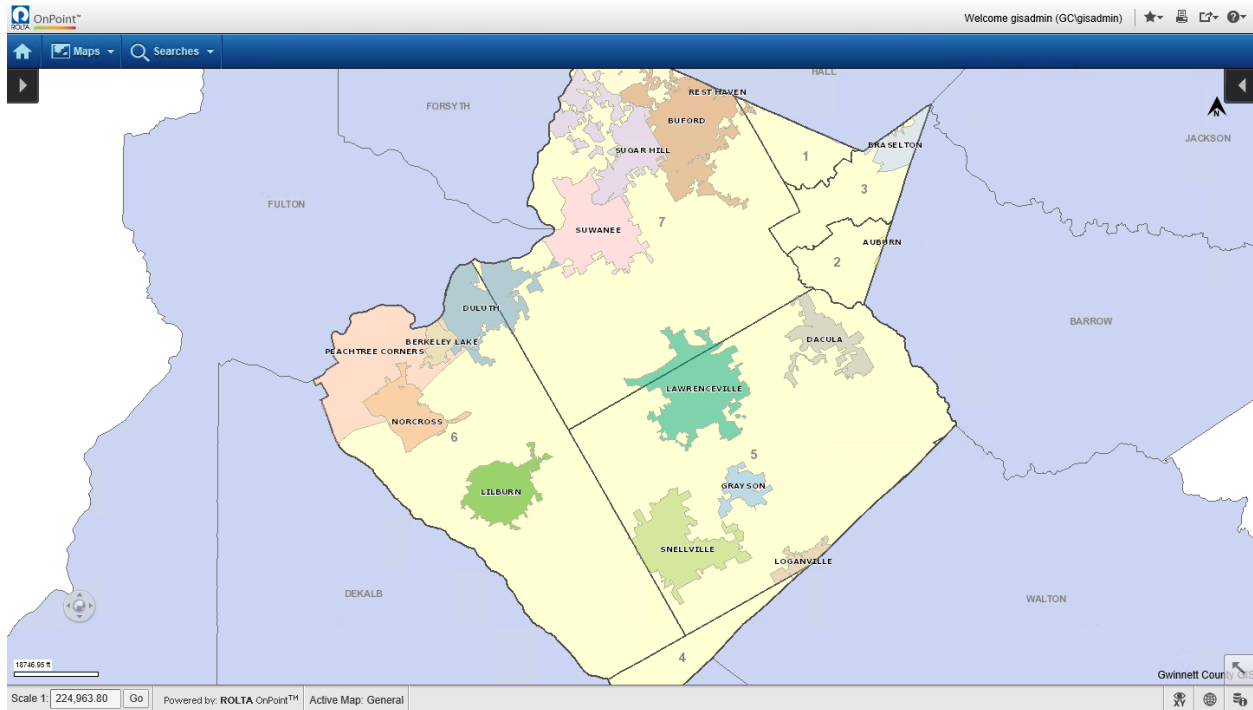 ROLTA OnPoint™ Welcome gisadmin (GC\gisadmin)
Maps Searches
HALL
FORSYTH
REST HAVEN
BUFORD
N
JACKSON
BRASELTON
SUGAR HILL
1
3
FULTON
7
SUWANEE
AUBURN
2
DULUTH
BARROW
BERKELEY LAKE
DACULA
PEACHTREE CORNERS
LAWRENCEVILLE
NORCROSS
6
5
GRAYSON
LILBURN
SNELLVILLE
LOGANVILLE
DEKALB
WALTON
4
18746.95 ft
Gwinnett County GIS
Scale 1: 224,963.80 Go Powered by: ROLTA OnPoint™ Active Map: General XY